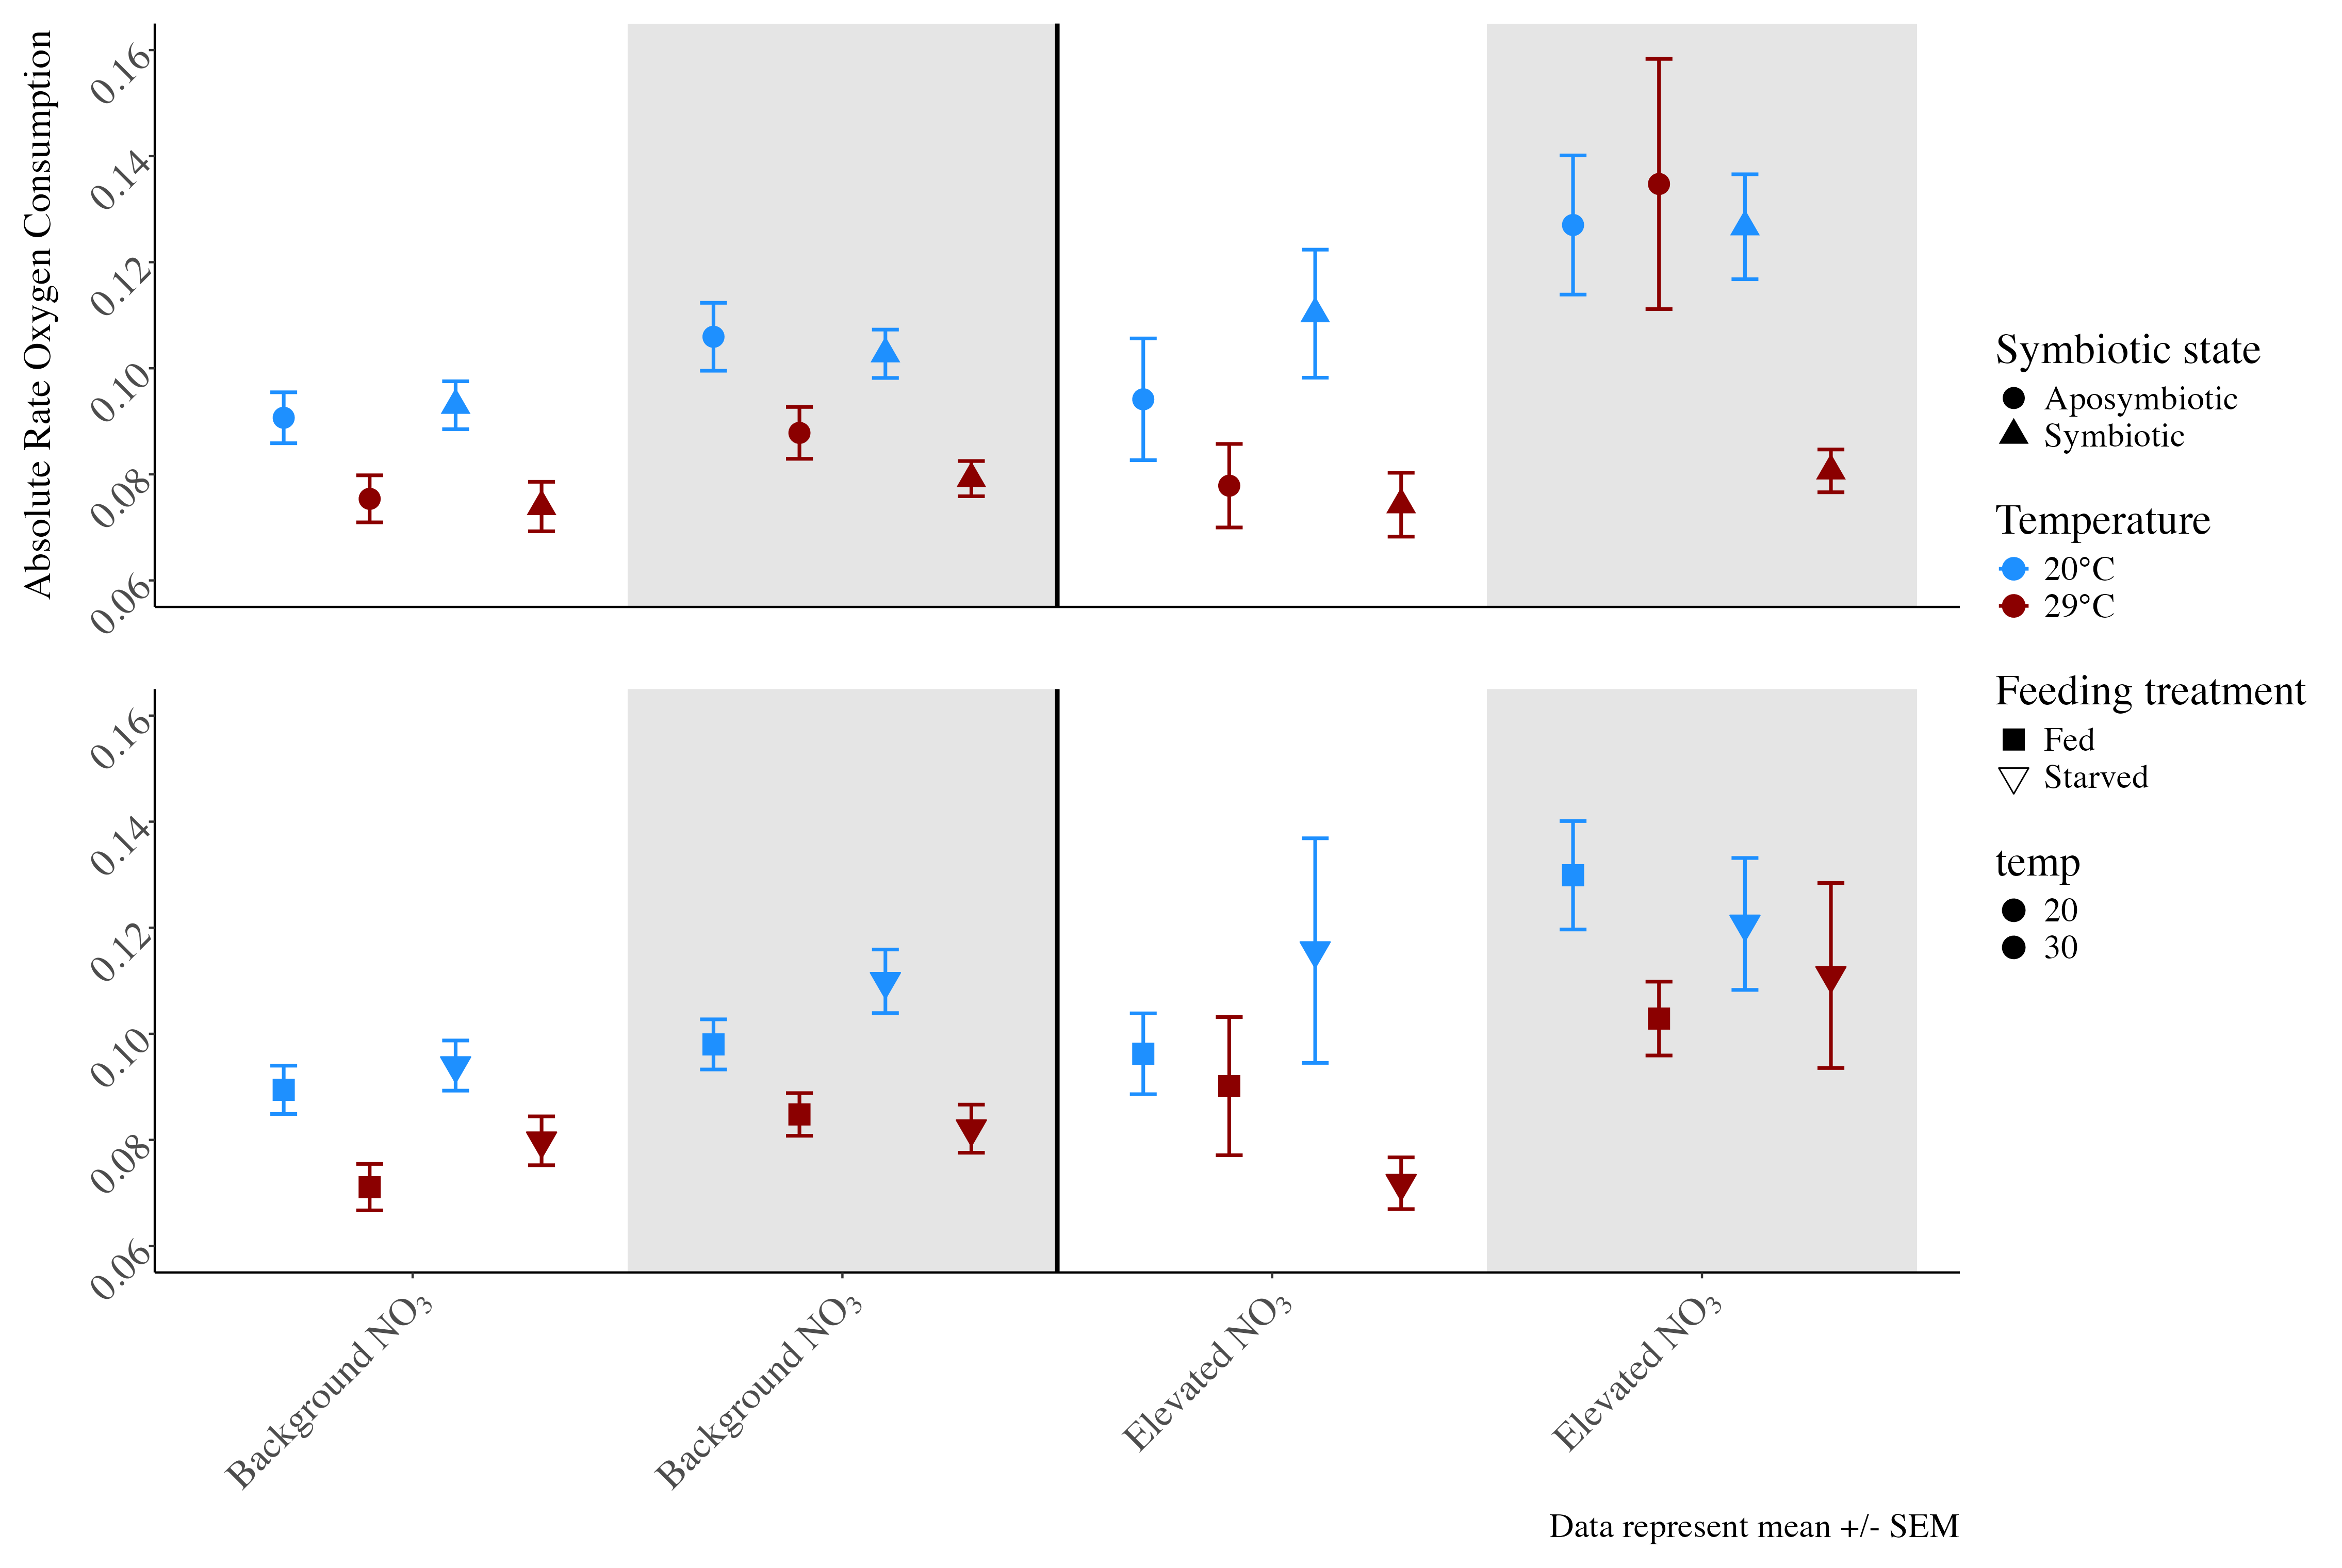 Absolute Rate Oxygen Consumption
0.16
0.14
0.12
0.10
0.08
0.06
0.16
0.14
0.12
0.10
0.08
0.06
Background NO₃
Background NO₃
Elevated NO₃
Elevated NO₃
Symbiotic state
Aposymbiotic
Symbiotic
Temperature
20°C
29°C
Feeding treatment
Fed
Starved
temp
20
30
Data represent mean +/- SEM